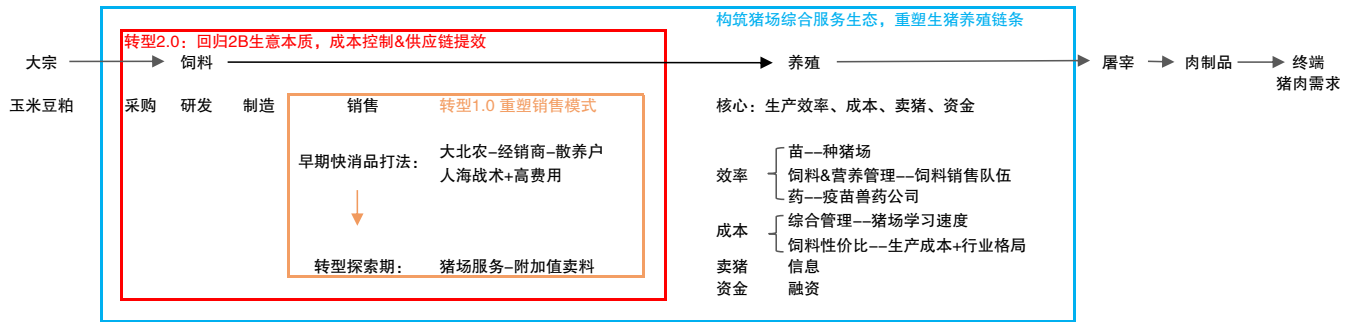 构筑猪场综合服务生态，重塑生猪养殖链条
转型2.0：回归2B生意本质，成本控制&供应链提效
大宗 饲料 养殖 屠宰 肉制品 终端
猪肉需求
玉米豆粕 采购 研发 制造 销售 转型1.0 重塑销售模式 核心：生产效率、成本、卖猪、资金
早期快消品打法： 大北农-经销商-散养户
人海战术+高费用
效率 苗--种猪场
饲料&营养管理--饲料销售队伍
药--疫苗兽药公司
成本 综合管理--猪场学习速度
饲料性价比--生产成本+行业格局
转型探索期： 猪场服务-附加值卖料 卖猪 信息
资金 融资